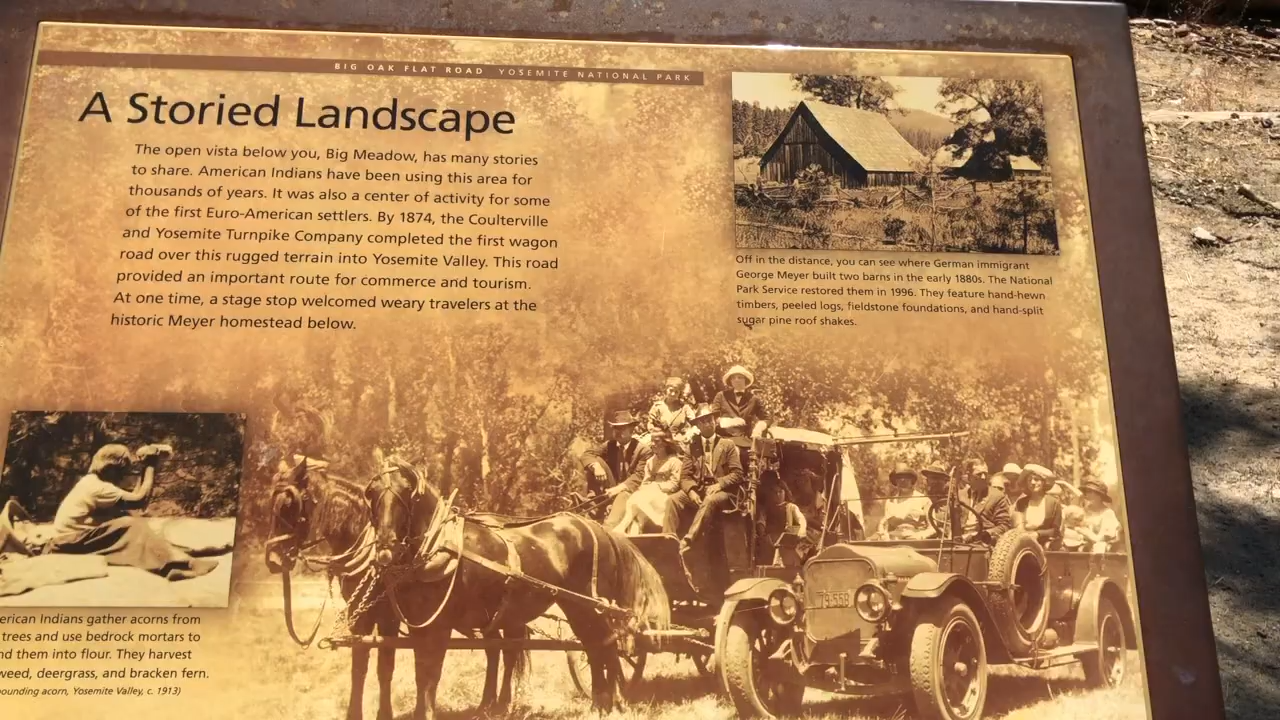 BIG OAK FLAT ROAD YOSEMITE NATIONAL PARK
A Storied Landscape
The open vista below you, Big Meadow, has many stories
to share. American Indians have been using this area for
thousands of years. It was also a center of activity for some
of the first Euro-American settlers. By 1874, the Coulterville
and Yosemite Turnpike Company completed the first wagon
road over this rugged terrain into Yosemite Valley. This road
provided an important route for commerce and tourism.
At one time, a stage stop welcomed weary travelers at the
historic Meyer homestead below.
Off in the distance, you can see where German immigrant
George Meyer built two barns in the early 1880s. The National
Park Service restored them in 1996. They feature hand-hewn
timbers, peeled logs, fieldstone foundations, and hand-split
sugar pine roof shakes.
erican Indians gather acorns from
trees and use bedrock mortars to
nd them into flour. They harvest
weed, deergrass, and bracken fern.
ounding acorn, Yosemite Valley, c. 1913)